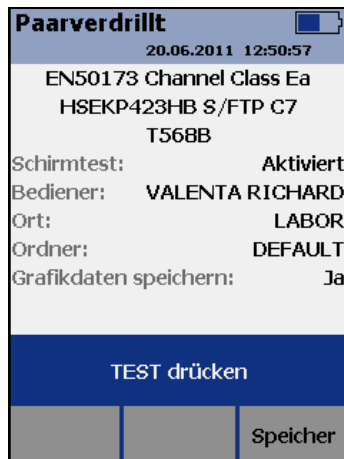 Paarverdrillt
20.06.2011 12:50:57
EN50173 Channel Class Ea
HSEKP423HB S/FTP C7
T568B
Schirmtest: Aktiviert
Bediener: VALENTA RICHARD
Ort: LABOR
Ordner: DEFAULT
Grafikdaten speichern: Ja
TEST drücken
Speicher